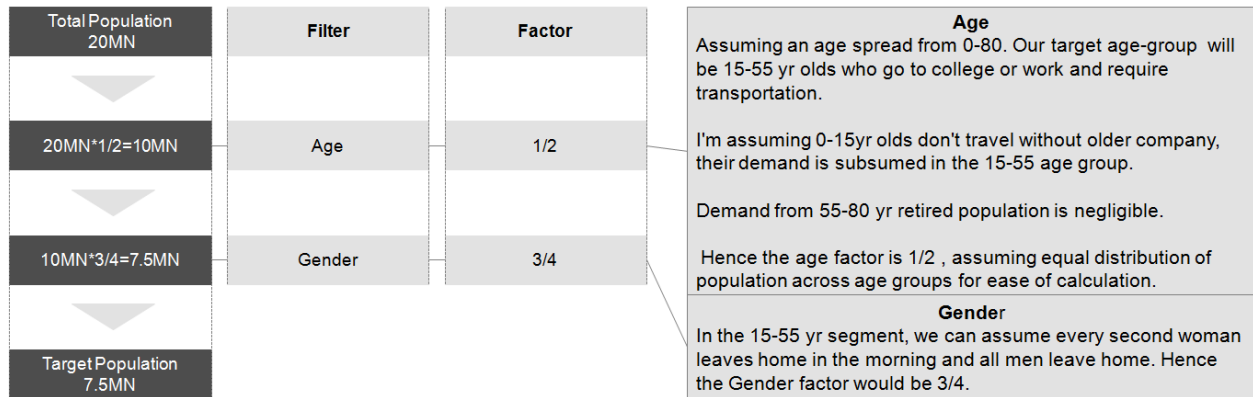 Total Population
20MN
Filter
Factor
20MN*1/2=10MN
Age
1/2
10MN*3/4=7.5MN
Gender
3/4
Target Population
7.5MN
Age
Assuming an age spread from 0-80. Our target age-group will
be 15-55 yr olds who go to college or work and require
transportation.
I'm assuming 0-15yr olds don't travel without older company,
their demand is subsumed in the 15-55 age group.
Demand from 55-80 yr retired population is negligible.
Hence the age factor is 1/2 , assuming equal distribution of
population across age groups for ease of calculation.
Gender
In the 15-55 yr segment, we can assume every second woman
leaves home in the morning and all men leave home. Hence
the Gender factor would be 3/4.